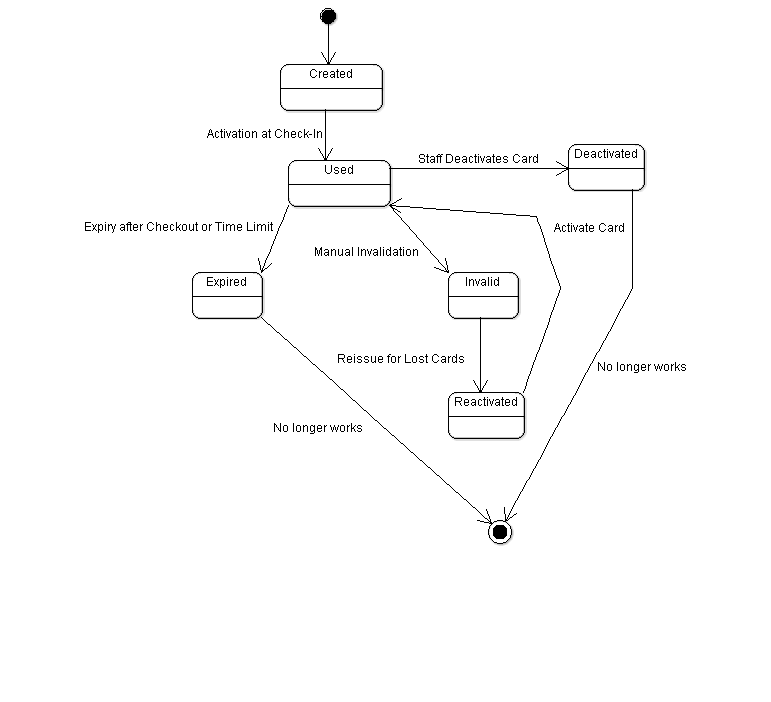 Created
Activation at Check-In
Staff Deactivates Card
Deactivated
Used
Expiry after Checkout or Time Limit
Activate Card
Manual Invalidation
Expired
Invalid
Reissue for Lost Cards
No longer works
Reactivated
No longer works